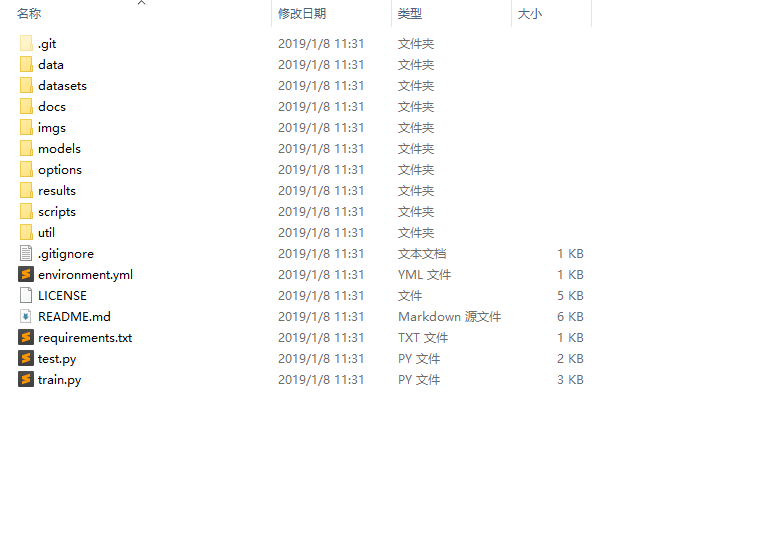 名称 修改日期 类型 大小
.git 2019/1/8 11:31 文件夹
data 2019/1/8 11:31 文件夹
datasets 2019/1/8 11:31 文件夹
docs 2019/1/8 11:31 文件夹
imgs 2019/1/8 11:31 文件夹
models 2019/1/8 11:31 文件夹
options 2019/1/8 11:31 文件夹
results 2019/1/8 11:31 文件夹
scripts 2019/1/8 11:31 文件夹
util 2019/1/8 11:31 文件夹
.gitignore 2019/1/8 11:31 文本文档 1 KB
environment.yml 2019/1/8 11:31 YML 文件 1 KB
LICENSE 2019/1/8 11:31 文件 5 KB
README.md 2019/1/8 11:31 Markdown 源文件 6 KB
requirements.txt 2019/1/8 11:31 TXT 文件 1 KB
test.py 2019/1/8 11:31 PY 文件 2 KB
train.py 2019/1/8 11:31 PY 文件 3 KB